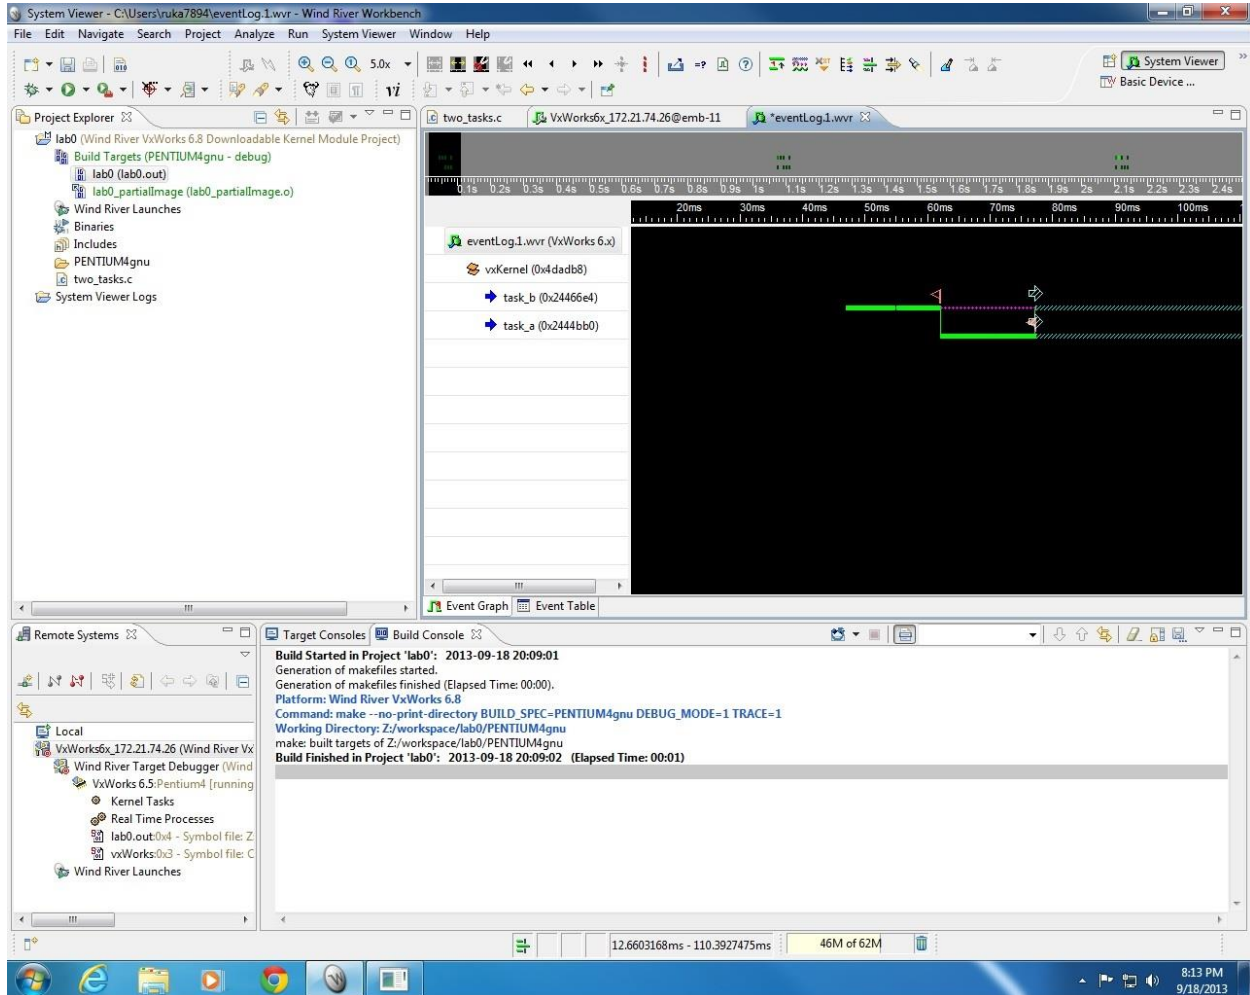 System Viewer - C:\Users\ruka7894\eventLog.1.wvr - Wind River Workbench
File Edit Navigate Search Project Analyze Run System Viewer Window Help
5.0x
System Viewer
Basic Device ...
Project Explorer
lab0 (Wind River VxWorks 6.8 Downloadable Kernel Module Project)
Build Targets (PENTIUM4gnu - debug)
lab0 (lab0.out)
lab0_partialImage (lab0_partialImage.o)
Wind River Launches
Binaries
Includes
PENTIUM4gnu
two_tasks.c
System Viewer Logs
two_tasks.c VxWorks6x_172.21.74.26@emb-11 *eventLog.1.wvr
0.1s 0.2s 0.3s 0.4s 0.5s 0.6s 0.7s 0.8s 0.9s 1s 1.1s 1.2s 1.3s 1.4s 1.5s 1.6s 1.7s 1.8s 1.9s 2s 2.1s 2.2s 2.3s 2.4s
20ms 30ms 40ms 50ms 60ms 70ms 80ms 90ms 100ms
eventLog.1.wvr (VxWorks 6.x)
vxKernel (0x4dadb8)
task_b (0x24466e4)
task_a (0x2444bb0)
Event Graph Event Table
Remote Systems
Local
VxWorks6x_172.21.74.26 (Wind River Vx
Wind River Target Debugger (Wind
VxWorks 6.5:Pentium4 [running
Kernel Tasks
Real Time Processes
lab0.out:0x4 - Symbol file: Z
vxWorks:0x3 - Symbol file: C
Wind River Launches
Target Consoles Build Console
Build Started in Project 'lab0': 2013-09-18 20:09:01
Generation of makefiles started.
Generation of makefiles finished (Elapsed Time: 00:00).
Platform: Wind River VxWorks 6.8
Command: make --no-print-directory BUILD_SPEC=PENTIUM4gnu DEBUG_MODE=1 TRACE=1
Working Directory: Z:/workspace/lab0/PENTIUM4gnu
make: built targets of Z:/workspace/lab0/PENTIUM4gnu
Build Finished in Project 'lab0': 2013-09-18 20:09:02 (Elapsed Time: 00:01)
12.6603168ms - 110.3927475ms 46M of 62M
8:13 PM
9/18/2013